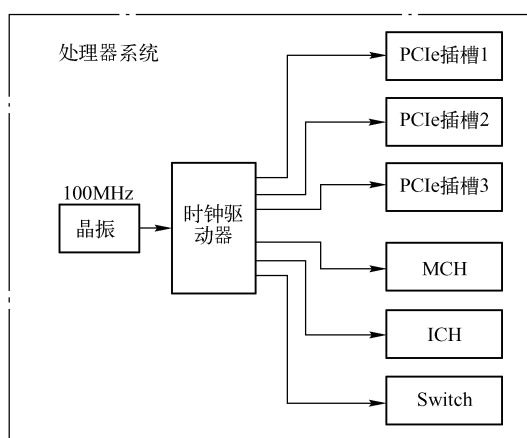 处理器系统
PCIe插槽1
PCIe插槽2
PCIe插槽3
100MHz
晶振
时钟驱
动器
MCH
ICH
Switch